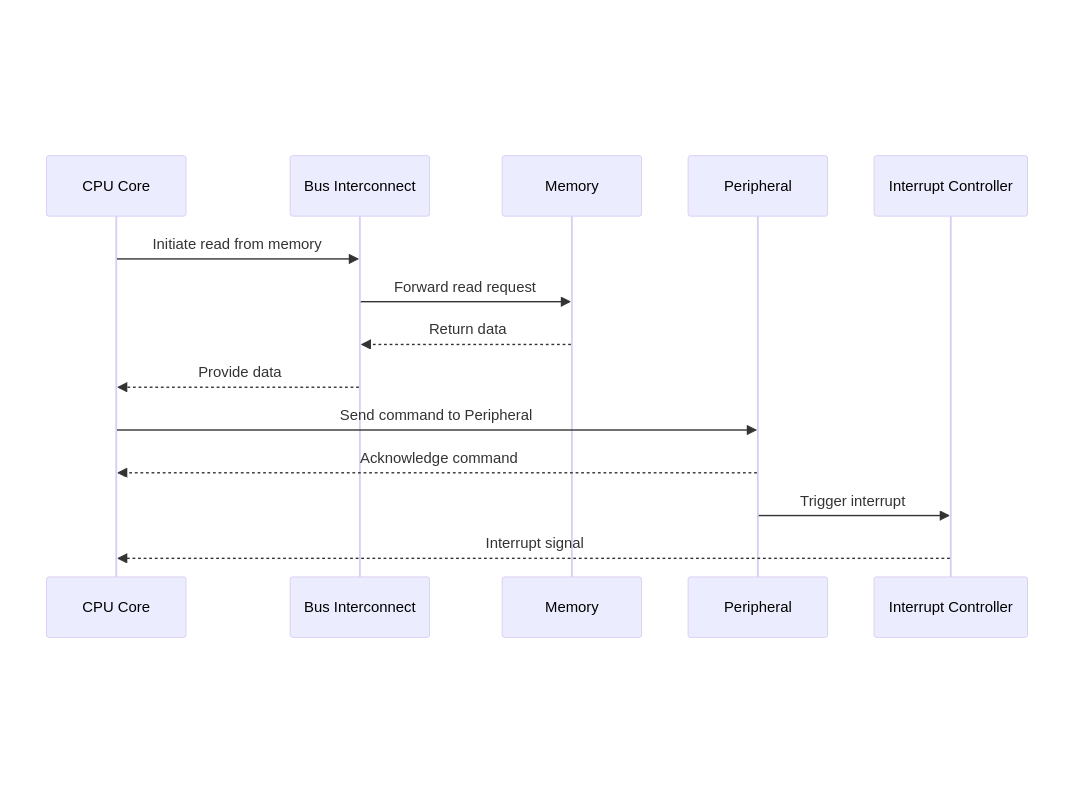 CPU Core
Bus Interconnect
Memory
Peripheral
Interrupt Controller
Initiate read from memory
Forward read request
Return data
Provide data
Send command to Peripheral
Acknowledge command
Trigger interrupt
Interrupt signal
CPU Core
Bus Interconnect
Memory
Peripheral
Interrupt Controller